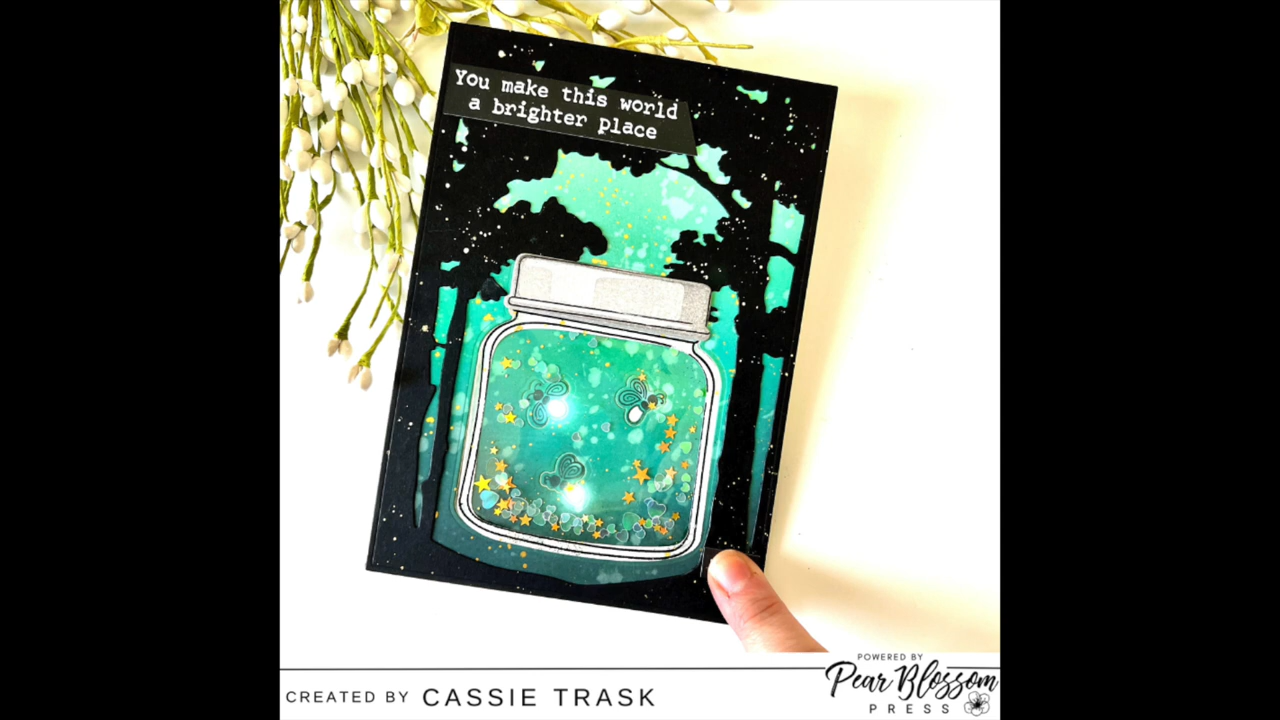 You make this world
a brighter place
POWERED BY
Pear Blossom
PRESS
CREATED BY CASSIE TRASK